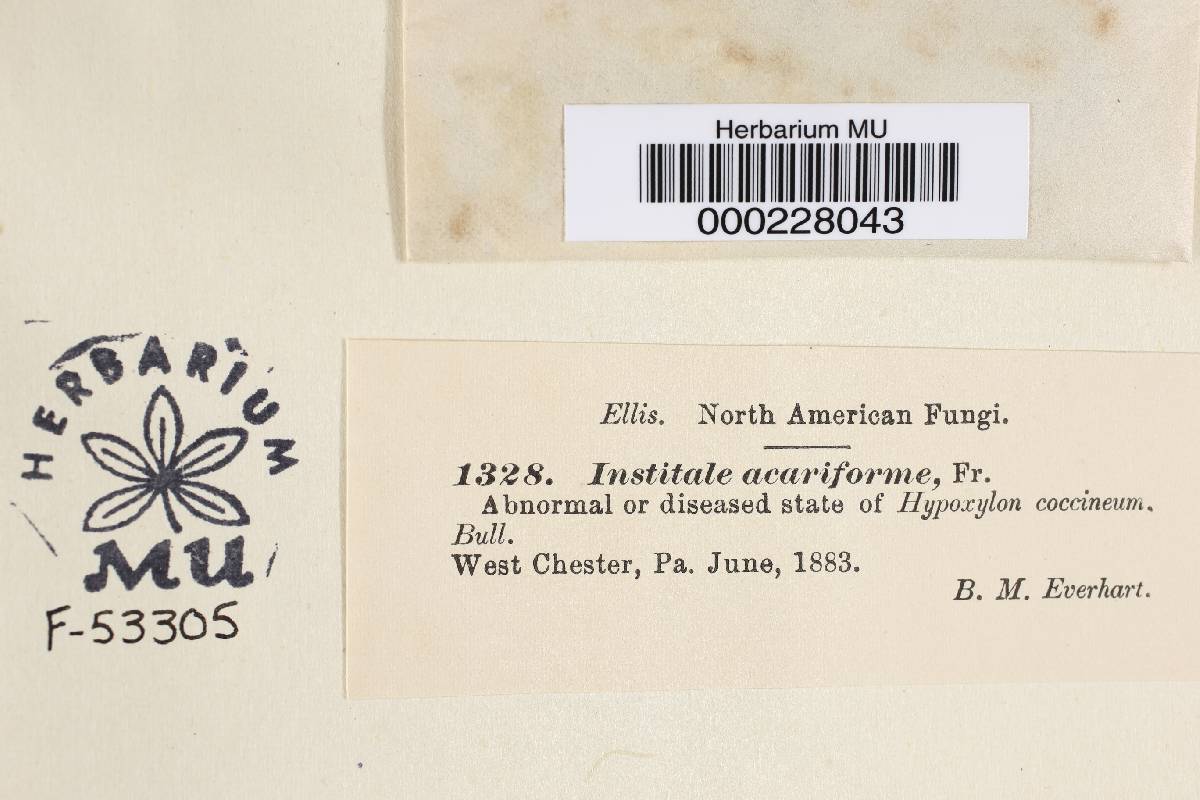 Herbarium MU
000228043
HERBARIUM
MU
F-53305
Ellis. North American Fungi.
1328. Institale acariforme, Fr.
Abnormal or diseased state of Hypoxylon coccineum.
Bull.
West Chester, Pa. June, 1883.
B. M. Everhart.